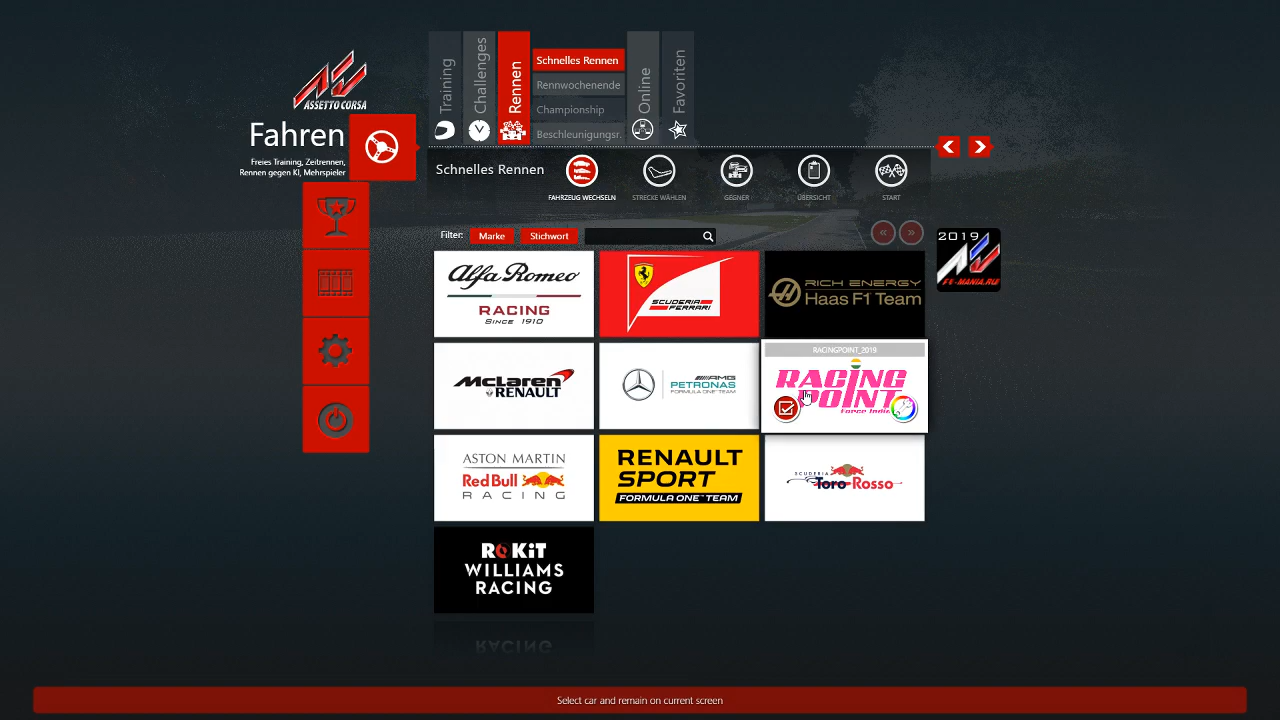 ASSETTO CORSA
Fahren
Freies Training, Zeitrennen,
Rennen gegen KI, Mehrspieler
Training
Challenges
Rennen
Schnelles Rennen
Rennwochenende
Championship
Beschleunigungsr.
Online
Favoriten
Schnelles Rennen
FAHRZEUG WECHSELN
STRECKE WÄHLEN
GEGNER
ÜBERSICHT
START
Filter:
Marke
Stichwort
2019
F1-MANIA.RU
Alfa Romeo
RACING
SINCE 1910
SCUDERIA
FERRARI
RICH ENERGY
Haas F1 Team
McLaren
RENAULT
AMG
PETRONAS
FORMULA ONE TEAM
RACINGPOINT_2019
RACING
POINT
Force India
ASTON MARTIN
Red Bull
RACING
RENAULT
SPORT
FORMULA ONE TEAM
SCUDERIA
Toro Rosso
ROKiT
WILLIAMS
RACING
Select car and remain on current screen